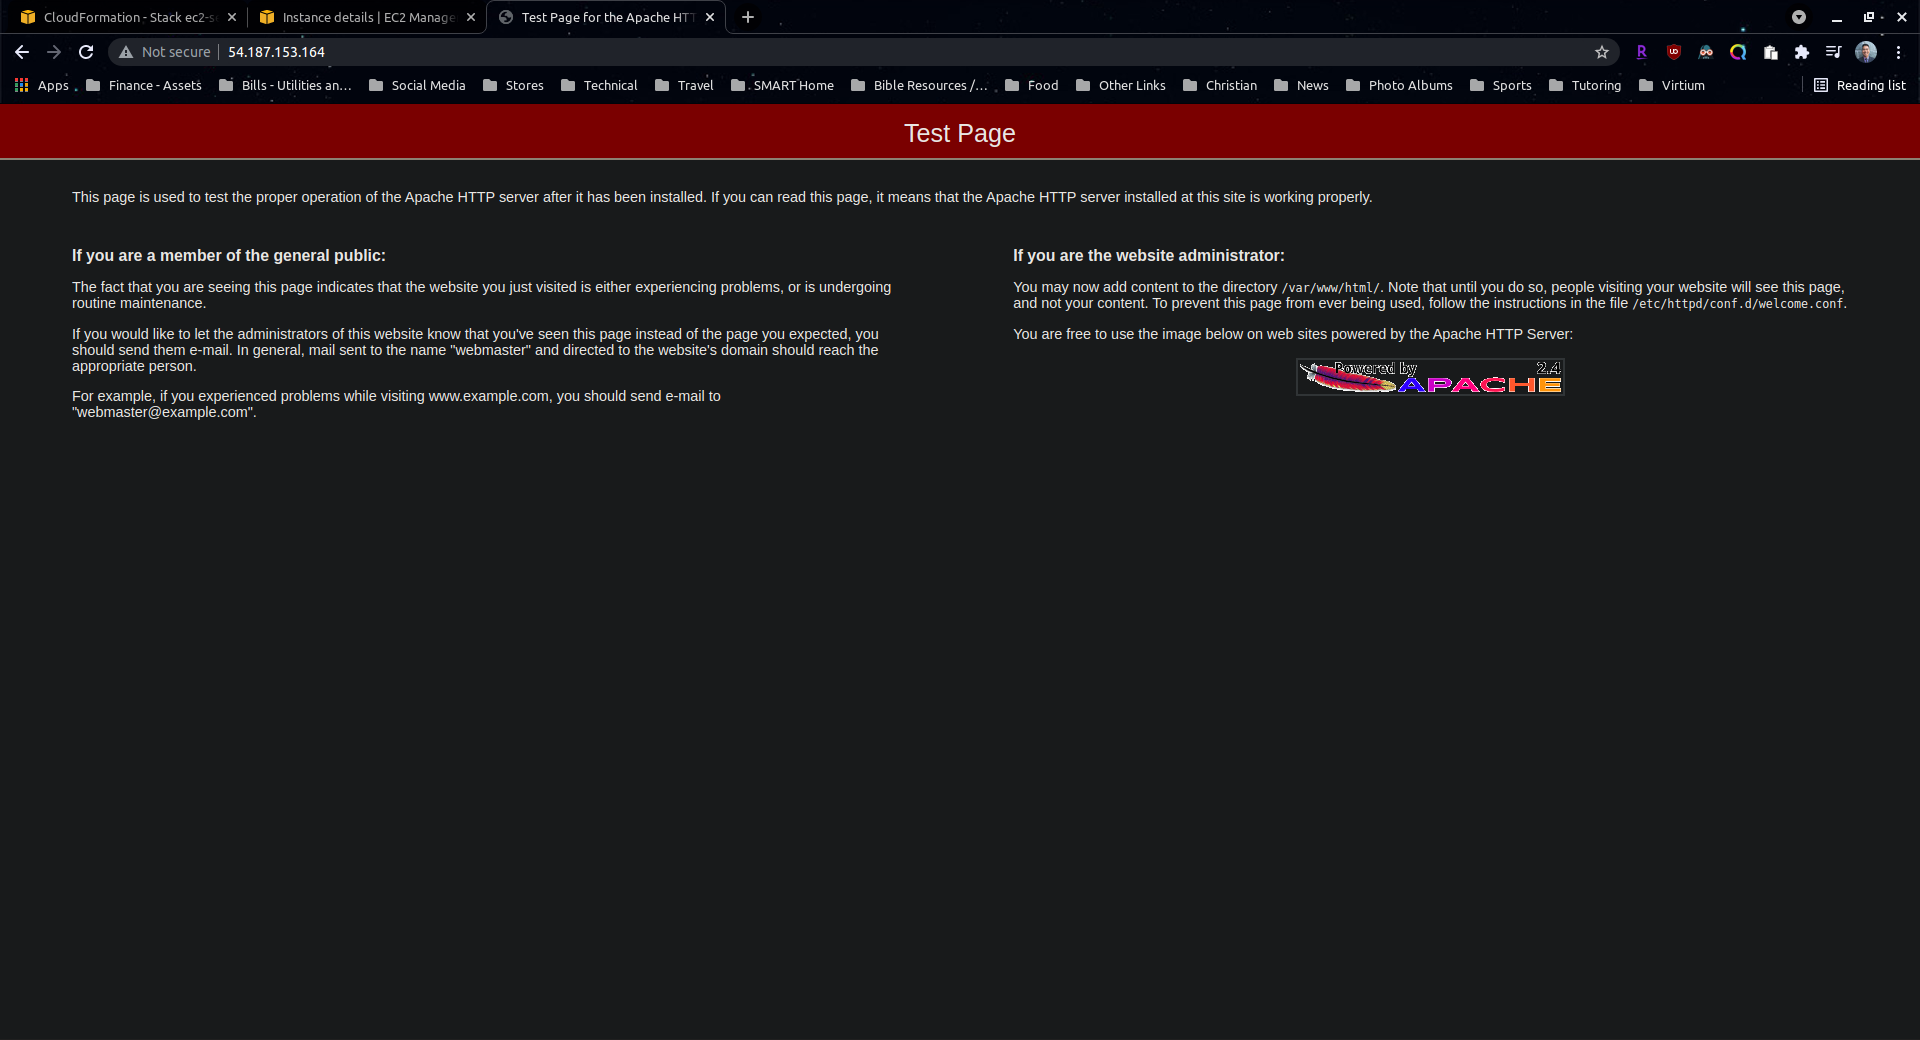 CloudFormation - Stack ec2-s
Instance details | EC2 Manage
Test Page for the Apache HTT
Not secure
54.187.153.164
Apps
Finance - Assets
Bills - Utilities an...
Social Media
Stores
Technical
Travel
SMART Home
Bible Resources /...
Food
Other Links
Christian
News
Photo Albums
Sports
Tutoring
Virtium
Reading list
Test Page
This page is used to test the proper operation of the Apache HTTP server after it has been installed. If you can read this page, it means that the Apache HTTP server installed at this site is working properly.
If you are a member of the general public:
The fact that you are seeing this page indicates that the website you just visited is either experiencing problems, or is undergoing
routine maintenance.
If you would like to let the administrators of this website know that you've seen this page instead of the page you expected, you
should send them e-mail. In general, mail sent to the name "webmaster" and directed to the website's domain should reach the
appropriate person.
For example, if you experienced problems while visiting www.example.com, you should send e-mail to
"webmaster@example.com".
If you are the website administrator:
You may now add content to the directory /var/www/html/. Note that until you do so, people visiting your website will see this page,
and not your content. To prevent this page from ever being used, follow the instructions in the file /etc/httpd/conf.d/welcome.conf.
You are free to use the image below on web sites powered by the Apache HTTP Server:
Powered by 2.4
APACHE